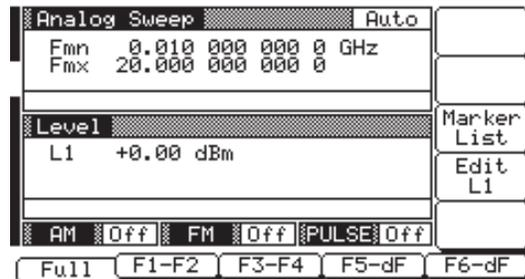 Analog Sweep Auto
Fmn 0.010 000 000 0 GHz
Fmx 20.000 000 000 0
Level
L1 +0.00 dBm
Marker List
Edit L1
AM Off FM Off PULSE Off
Full F1-F2 F3-F4 F5-dF F6-dF